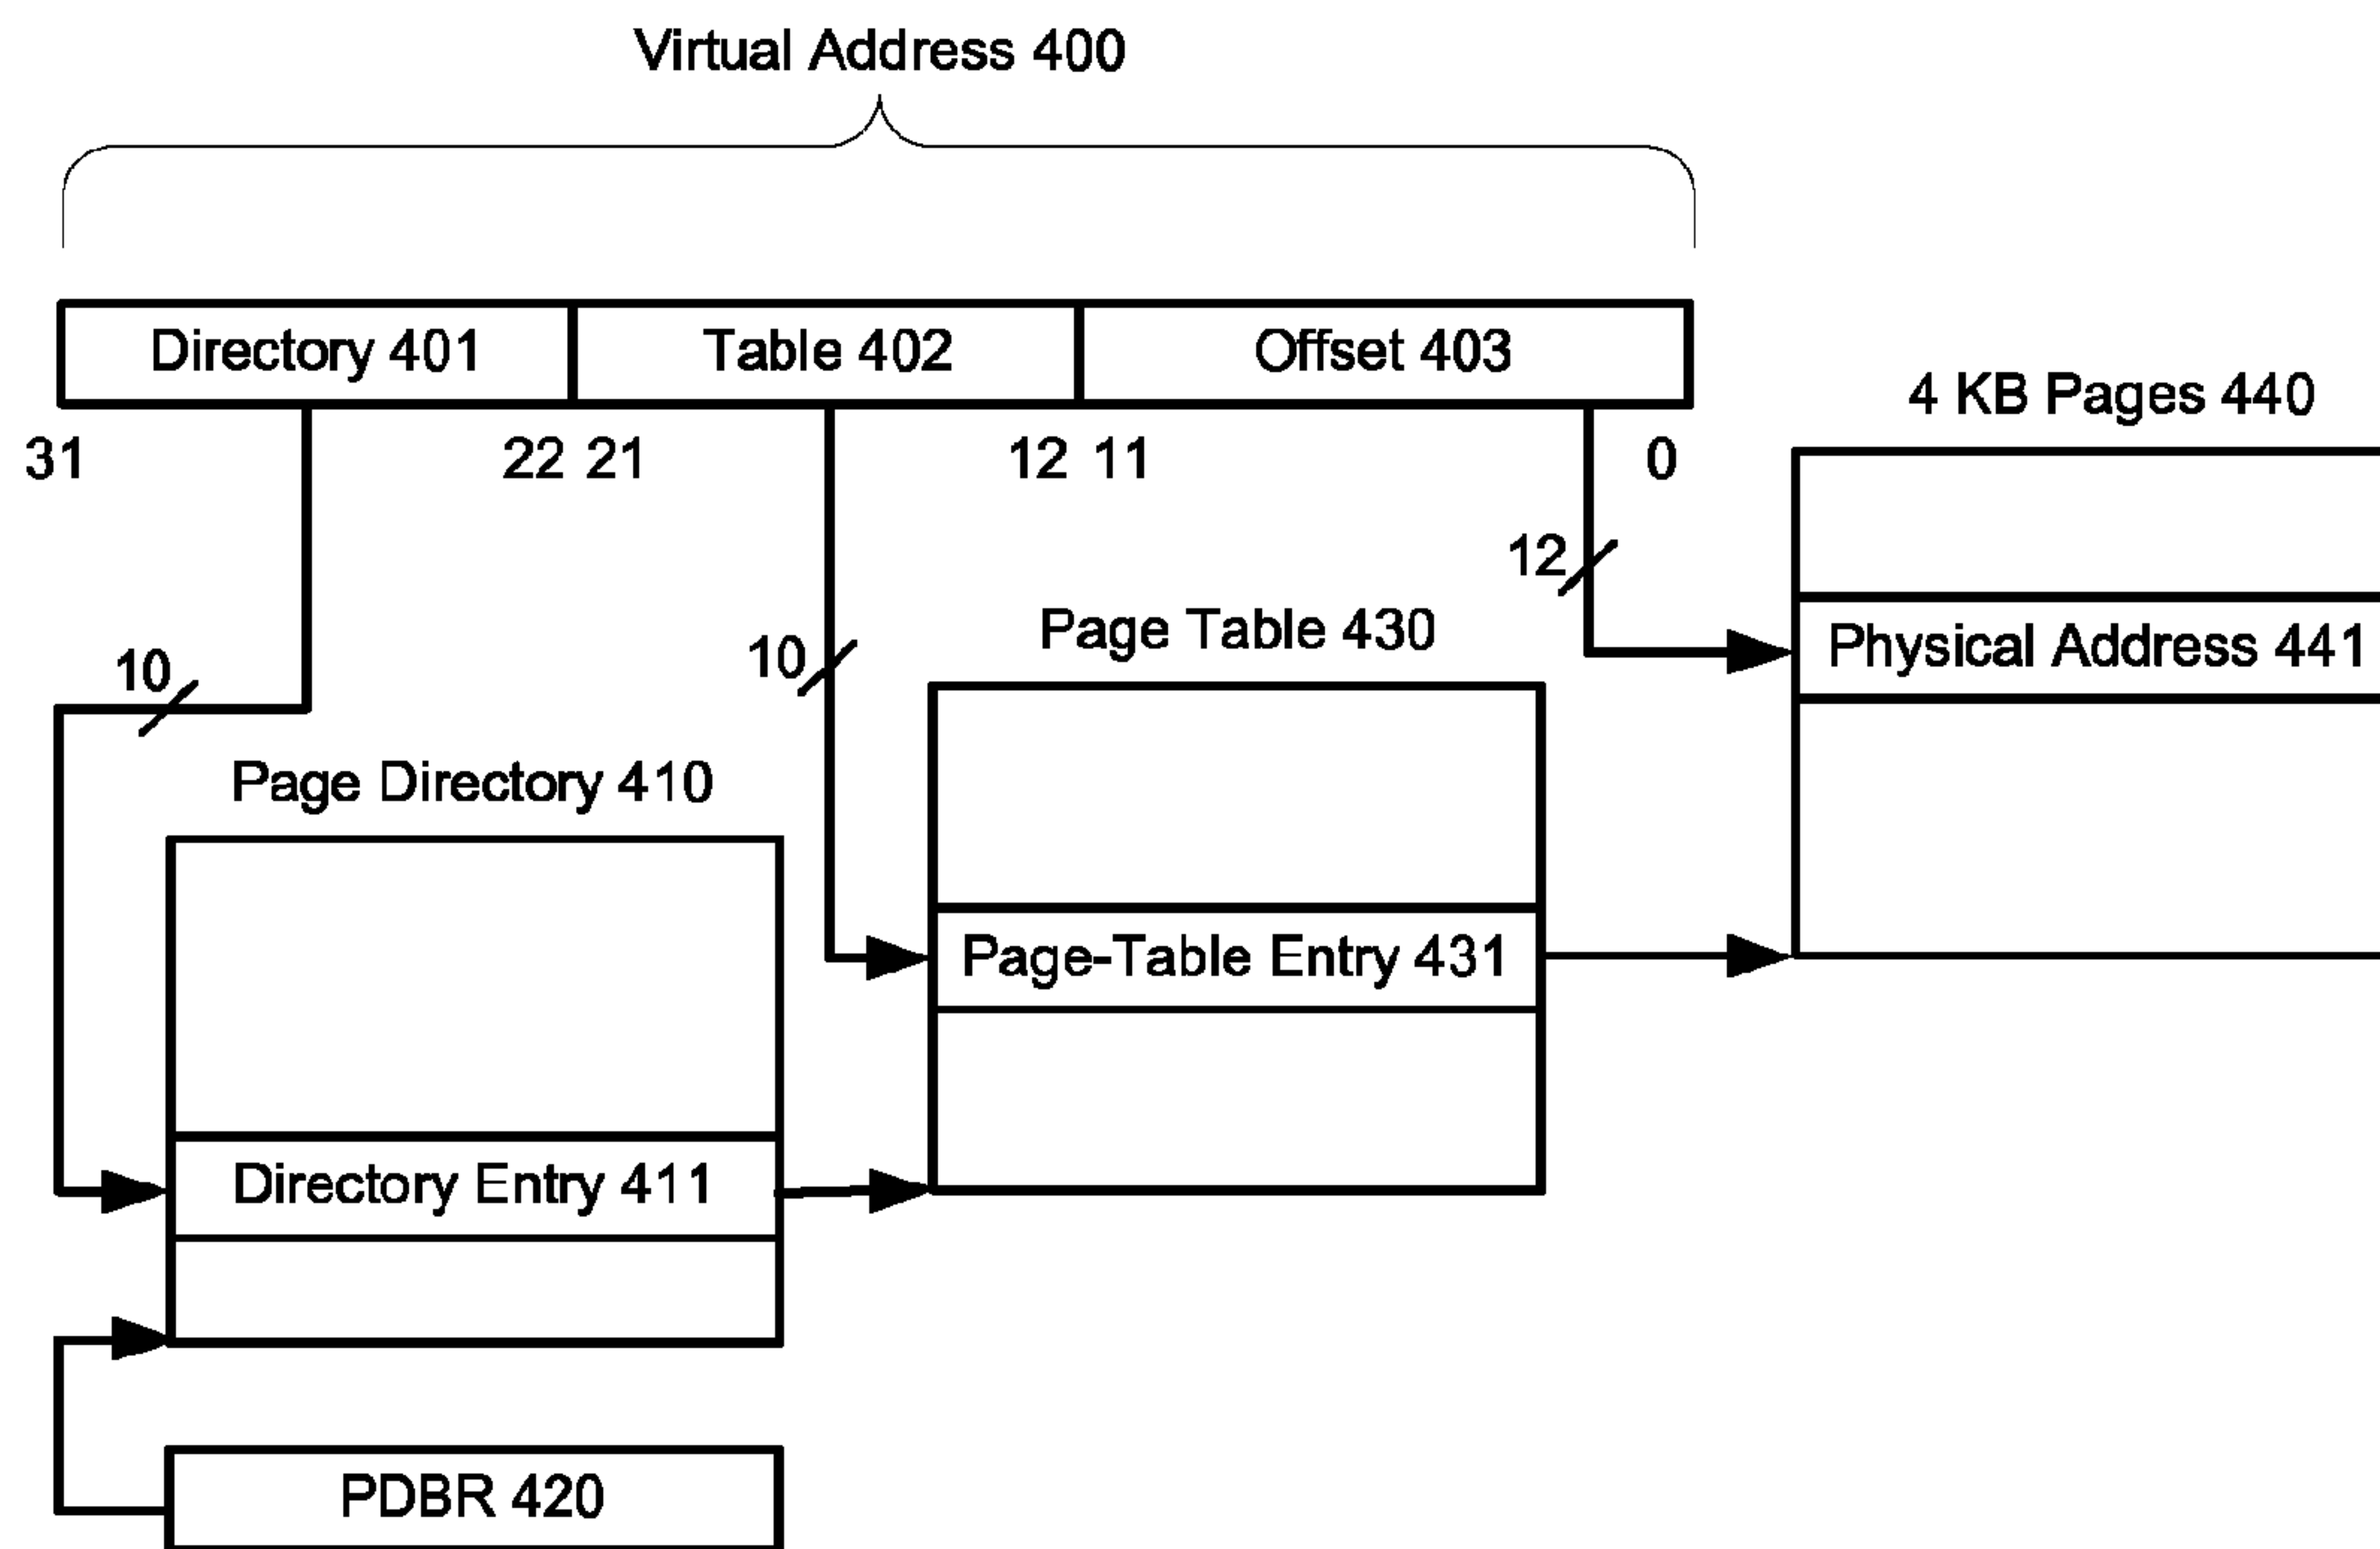 Virtual Address 400
Directory 401 Table 402 Offset 403
4 KB Pages 440
31 22 21 12 11 0
12
Page Table 430
Physical Address 441
10
10
Page Directory 410
Page-Table Entry 431
Directory Entry 411
PDBR 420